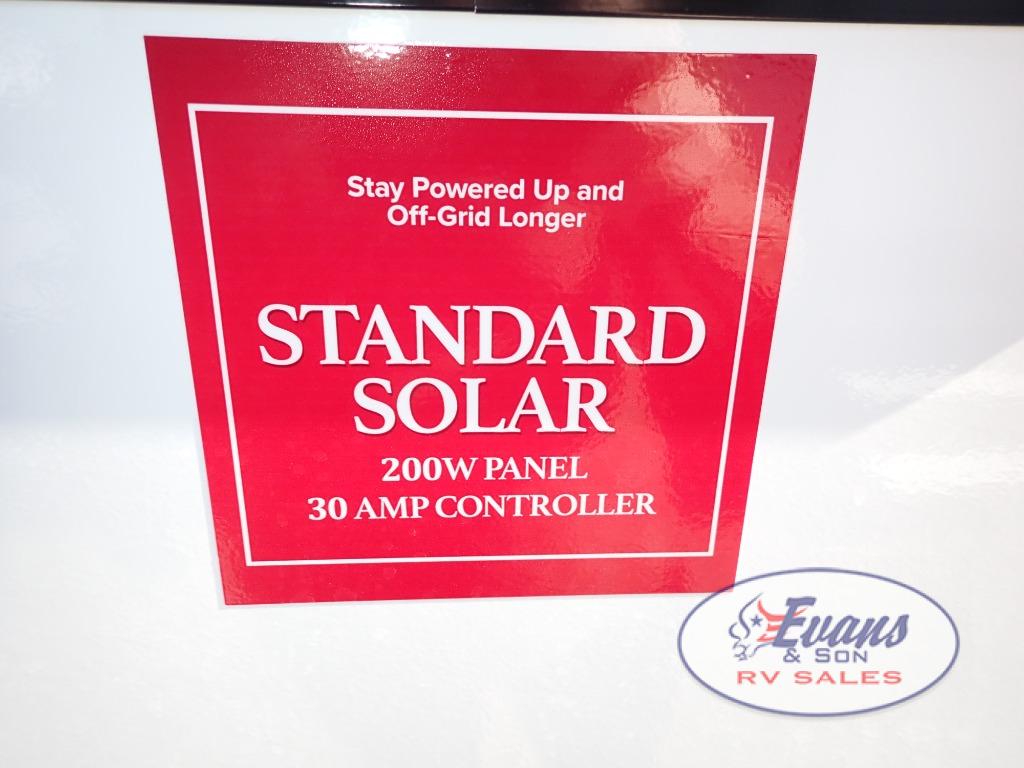 Stay Powered Up and
Off-Grid Longer
STANDARD
SOLAR
200W PANEL
30 AMP CONTROLLER
Evans
& SON
RV SALES